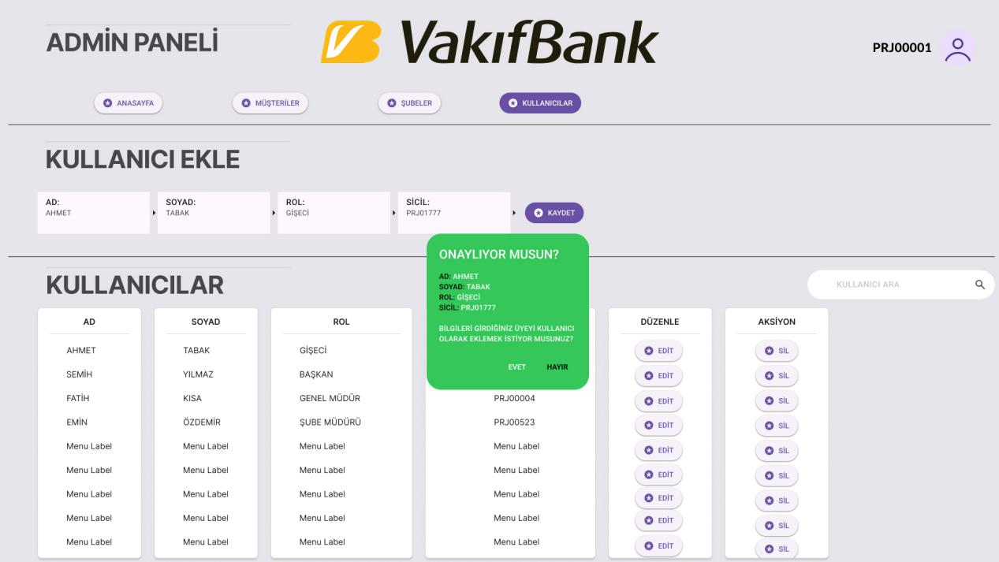 ADMİN PANELİ
VakıfBank
PRJ00001
ANASAYFA
MÜŞTERİLER
ŞUBELER
KULLANICILAR
KULLANICI EKLE
AD:
AHMET
SOYAD:
TABAK
ROL:
GİŞECİ
SİCİL:
PRJ01777
KAYDET
ONAYLIYOR MUSUN?
AD: AHMET
SOYAD: TABAK
ROL: GİŞECİ
SİCİL: PRJ01777
BİLGİLERİ GİRDİĞİNİZ ÜYEYİ KULLANICI
OLARAK EKLEMEK İSTİYOR MUSUNUZ?
EVET HAYIR
KULLANICILAR
KULLANICI ARA
AD SOYAD ROL DÜZENLE AKSİYON
AHMET TABAK GİŞECİ EDİT SİL
SEMİH YILMAZ BAŞKAN EDİT SİL
FATİH KISA GENEL MÜDÜR PRJ00004 EDİT SİL
EMİN ÖZDEMİR ŞUBE MÜDÜRÜ PRJ00523 EDİT SİL
Menu Label Menu Label Menu Label Menu Label EDİT SİL
Menu Label Menu Label Menu Label Menu Label EDİT SİL
Menu Label Menu Label Menu Label Menu Label EDİT SİL
Menu Label Menu Label Menu Label Menu Label EDİT SİL
Menu Label Menu Label Menu Label Menu Label EDİT SİL